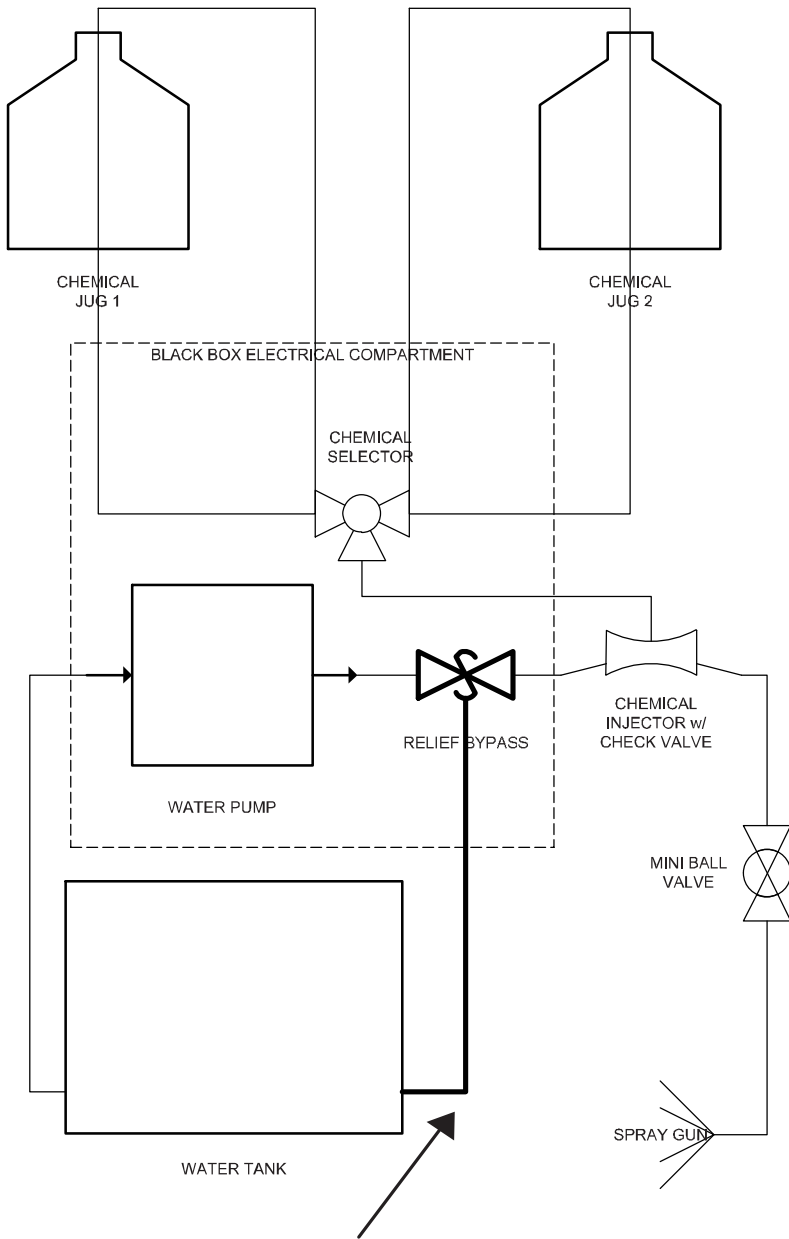 CHEMICAL
JUG 1
CHEMICAL
JUG 2
BLACK BOX ELECTRICAL COMPARTMENT
CHEMICAL
SELECTOR
RELIEF BYPASS
CHEMICAL
INJECTOR w/
CHECK VALVE
WATER PUMP
MINI BALL
VALVE
SPRAY GUN
WATER TANK